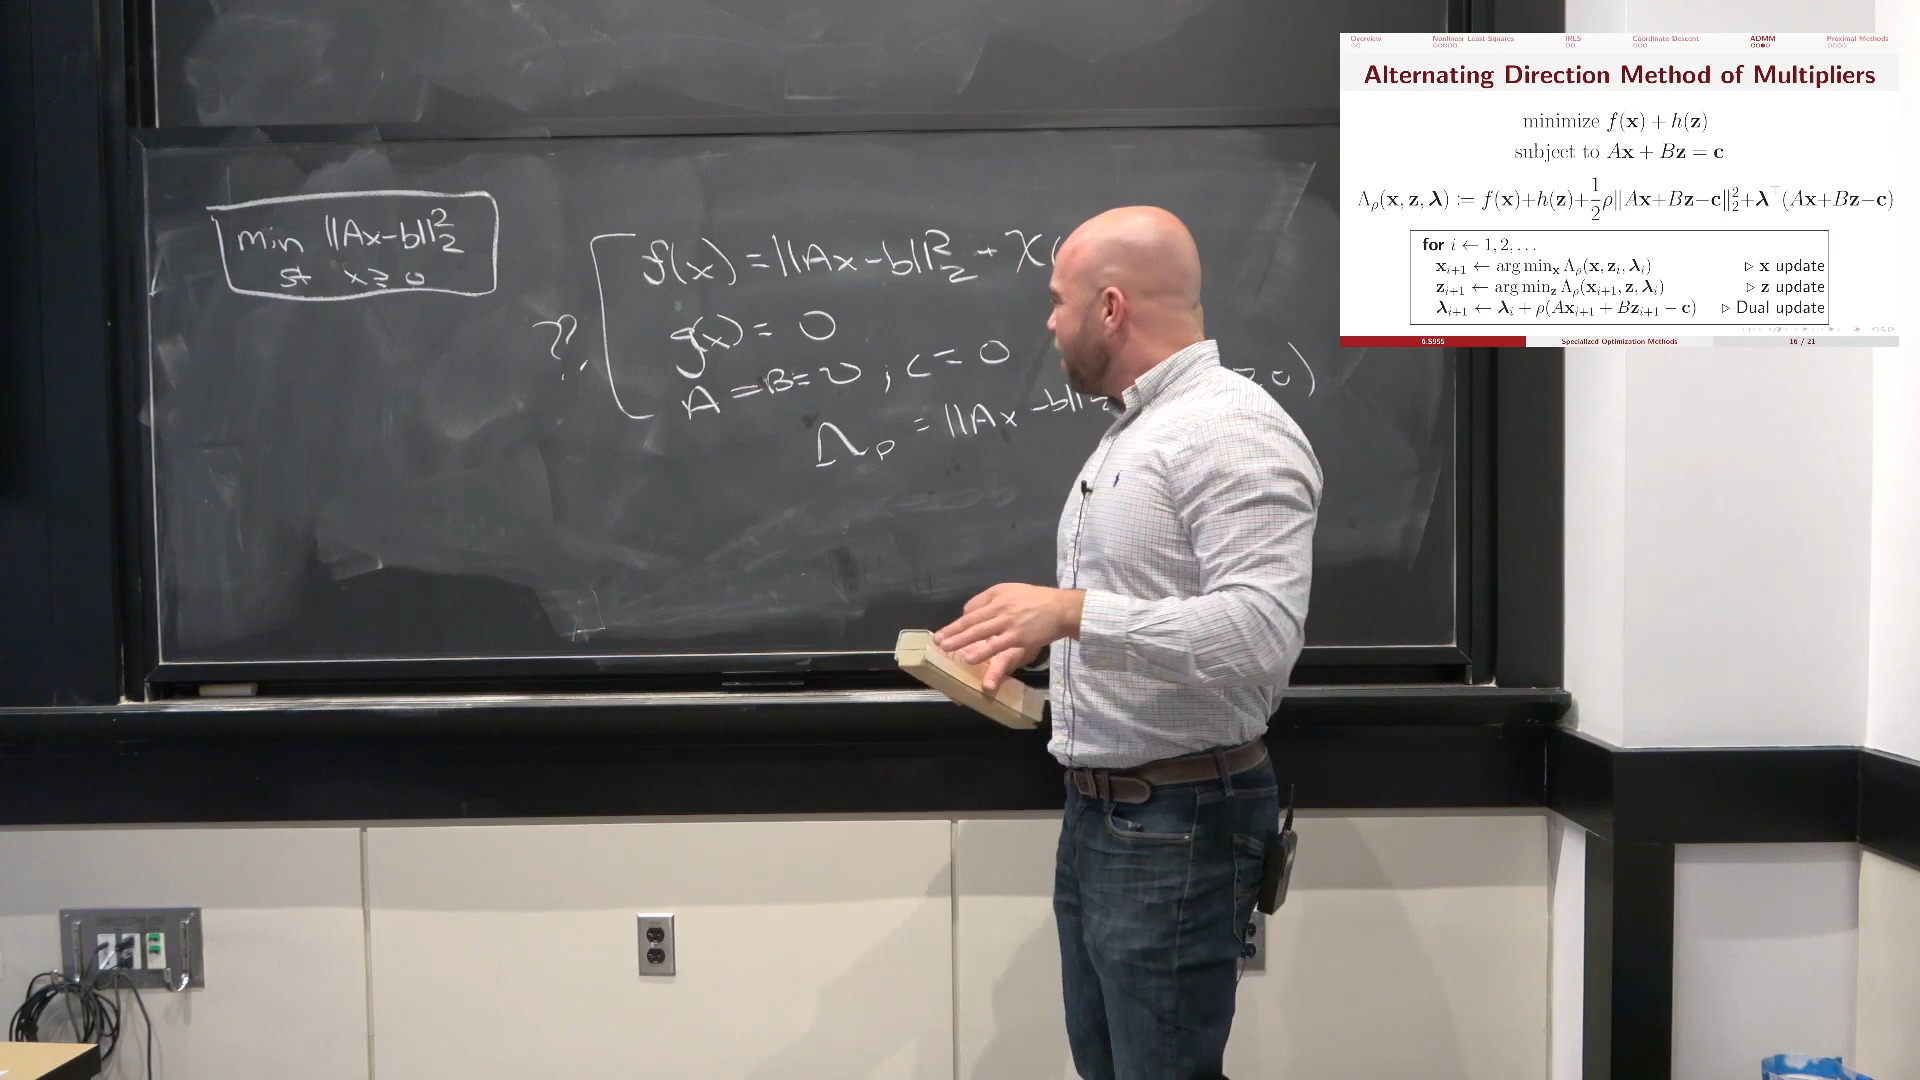 min ||Ax-b||₂²
st x ≥ 0
??
f(x) = ||Ax-b||₂² + χ(
g(x) = 0
A = B = 0 ; c = 0
Λρ = ||Ax-b||₂ ≥ 0)
Overview Nonlinear Least-Squares IRLS Coordinate Descent ADMM Proximal Methods
Alternating Direction Method of Multipliers
minimize f(x) + h(z)
subject to Ax + Bz = c
Λρ(x, z, λ) := f(x)+h(z)+½ρ||Ax+Bz−c||₂²+λ⊤(Ax+Bz−c)
for i ← 1, 2, . . .
xᵢ₊₁ ← arg minₓ Λρ(x, zᵢ, λᵢ) ▷ x update
zᵢ₊₁ ← arg min_z Λρ(xᵢ₊₁, z, λᵢ) ▷ z update
λᵢ₊₁ ← λᵢ + ρ(Axᵢ₊₁ + Bzᵢ₊₁ − c) ▷ Dual update
6.S955 Specialized Optimization Methods 16 / 21